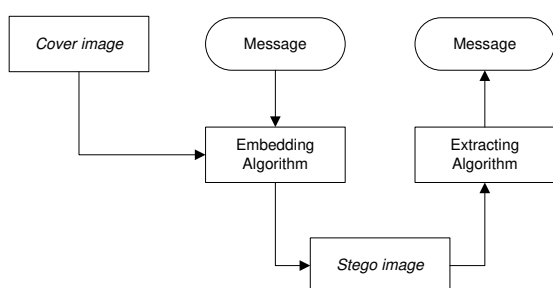 Cover image
Message
Message
Embedding
Algorithm
Extracting
Algorithm
Stego image